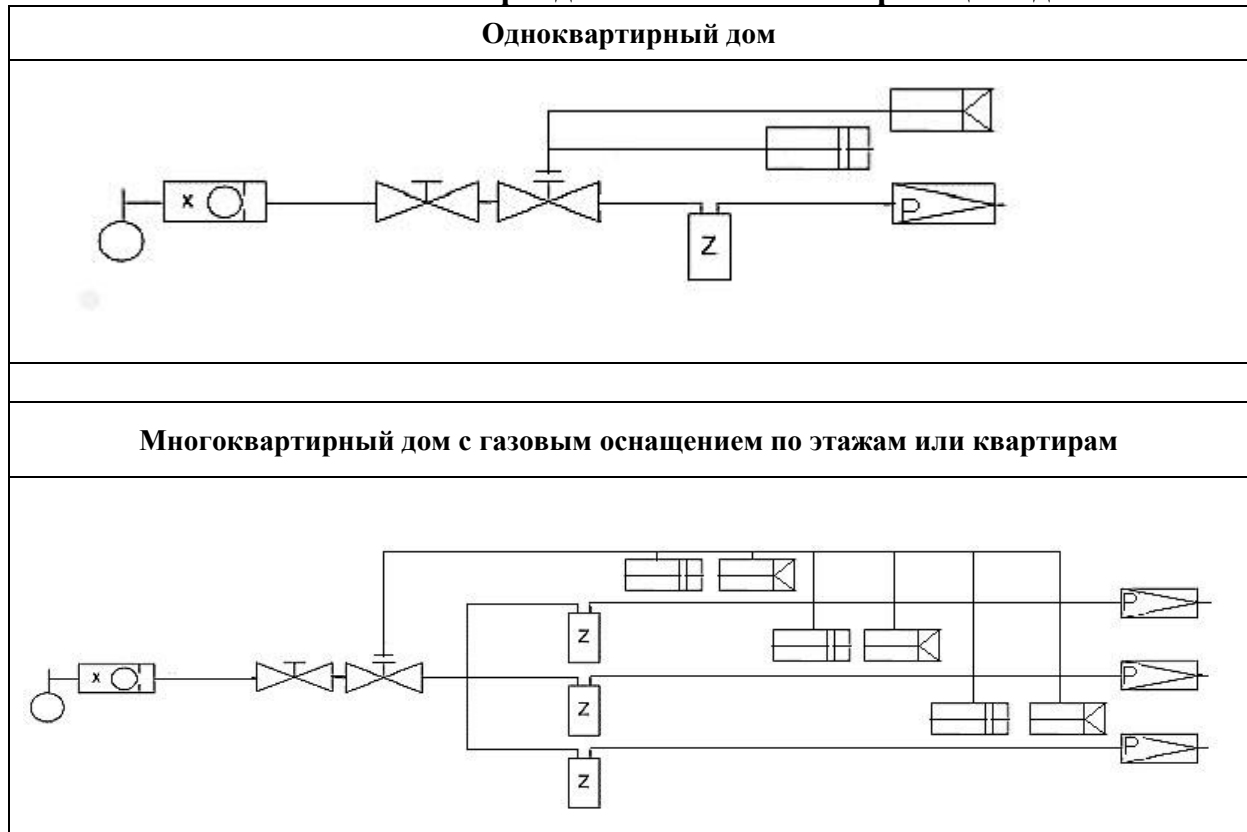 Одноквартирный дом
x
P
Z
Многоквартирный дом с газовым оснащением по этажам или квартирам
P
Z
x
P
Z
P
Z